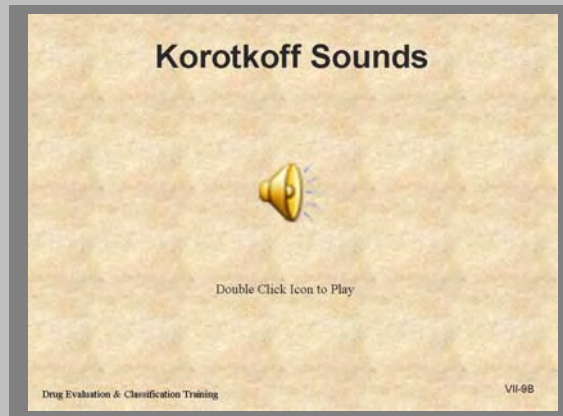 Korotkoff Sounds
Double Click Icon to Play
Drug Evaluation & Classification Training
VII-9B